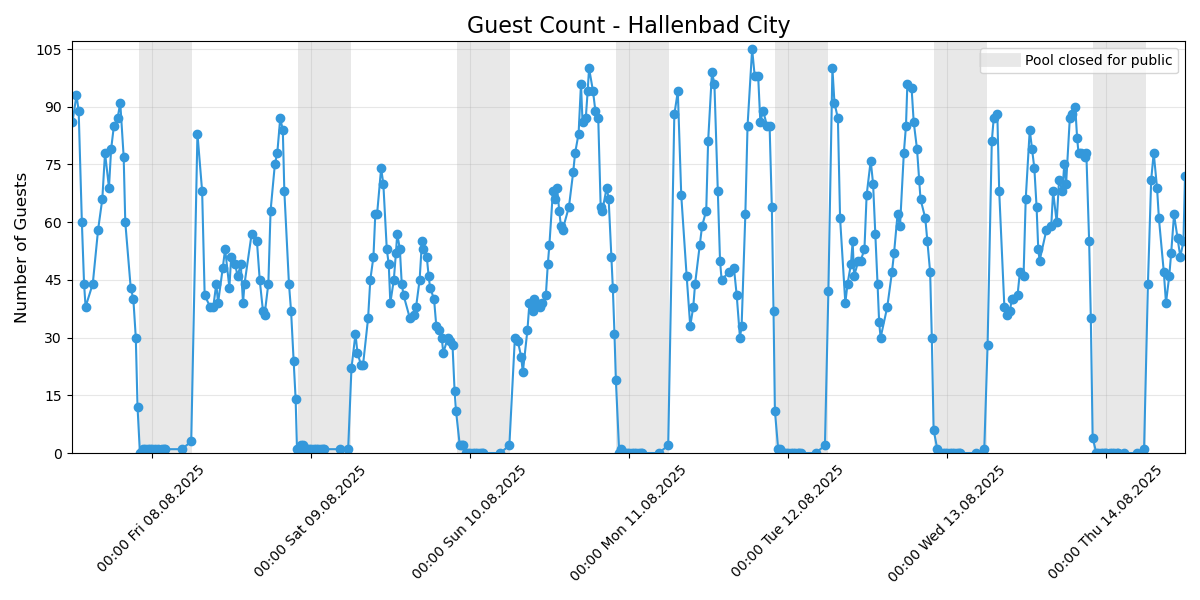 Guest Count - Hallenbad City
Pool closed for public
Number of Guests
105
90
75
60
45
30
15
0
00:00 Fri 08.08.2025
00:00 Sat 09.08.2025
00:00 Sun 10.08.2025
00:00 Mon 11.08.2025
00:00 Tue 12.08.2025
00:00 Wed 13.08.2025
00:00 Thu 14.08.2025